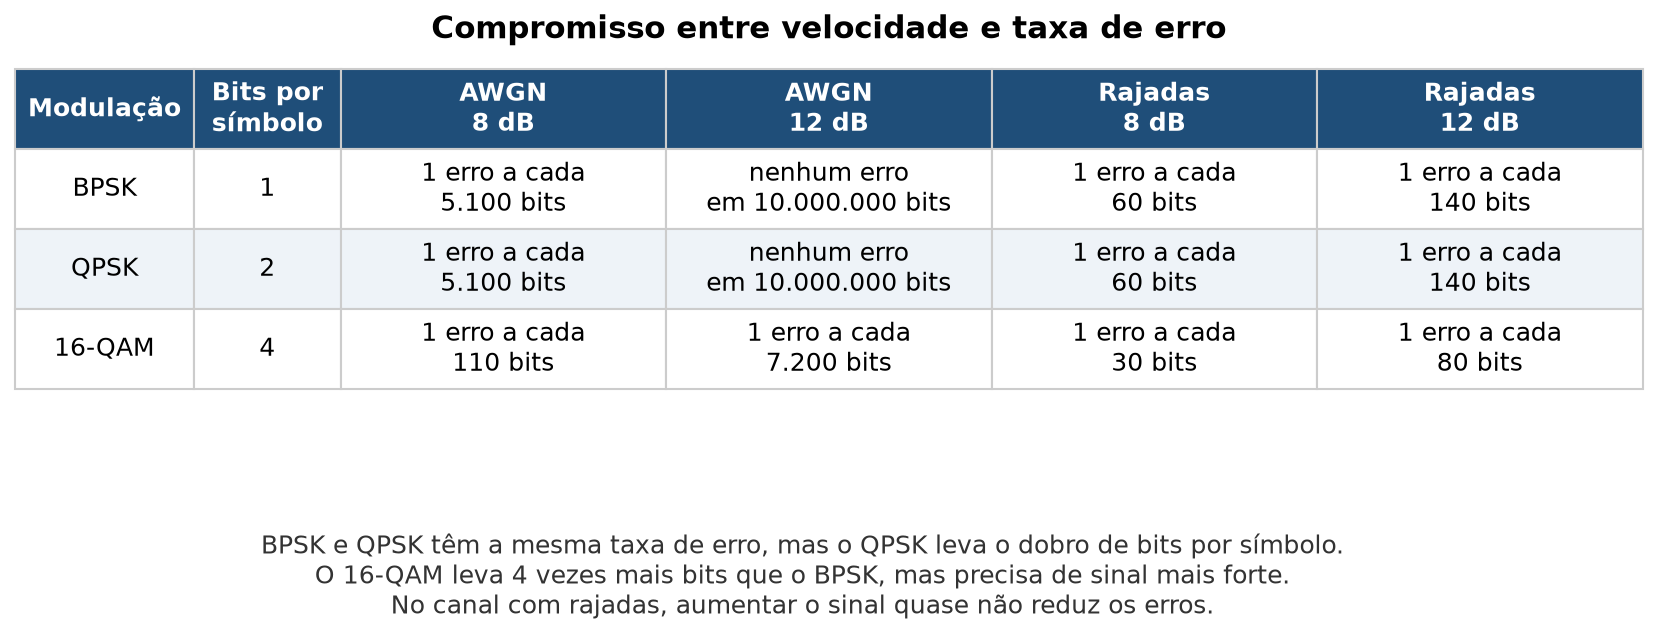 Compromisso entre velocidade e taxa de erro
Modulação
Bits por
símbolo
AWGN
8 dB
AWGN
12 dB
Rajadas
8 dB
Rajadas
12 dB
BPSK
1
1 erro a cada
5.100 bits
nenhum erro
em 10.000.000 bits
1 erro a cada
60 bits
1 erro a cada
140 bits
QPSK
2
1 erro a cada
5.100 bits
nenhum erro
em 10.000.000 bits
1 erro a cada
60 bits
1 erro a cada
140 bits
16-QAM
4
1 erro a cada
110 bits
1 erro a cada
7.200 bits
1 erro a cada
30 bits
1 erro a cada
80 bits
BPSK e QPSK têm a mesma taxa de erro, mas o QPSK leva o dobro de bits por símbolo.
O 16-QAM leva 4 vezes mais bits que o BPSK, mas precisa de sinal mais forte.
No canal com rajadas, aumentar o sinal quase não reduz os erros.